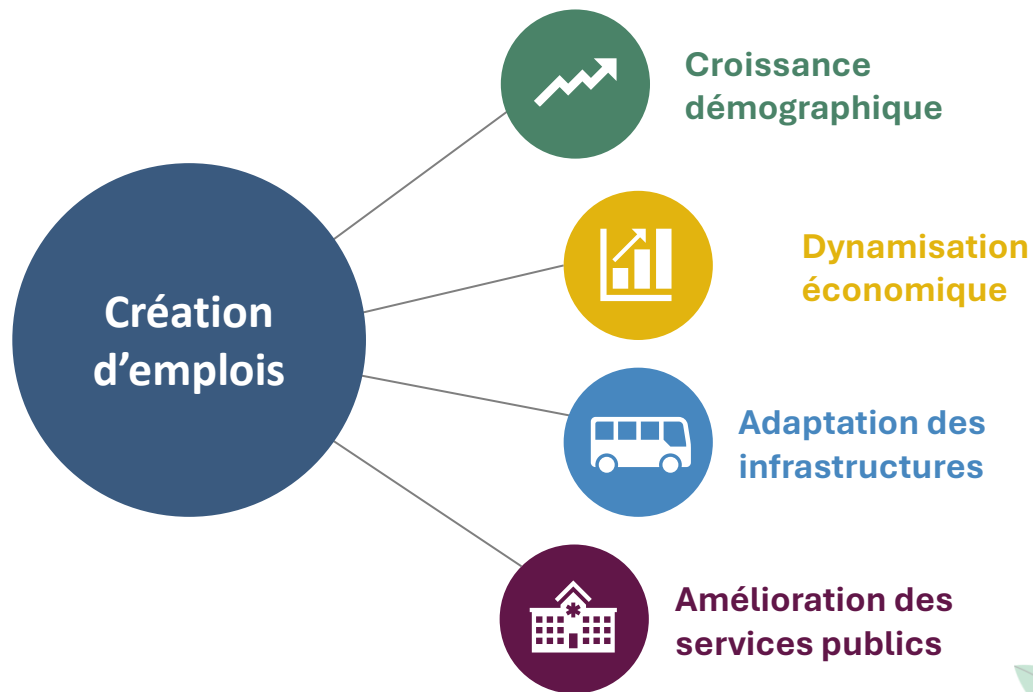 Croissance
démographique
Dynamisation
économique
Création
d’emplois
Adaptation des
infrastructures
Amélioration des
services publics